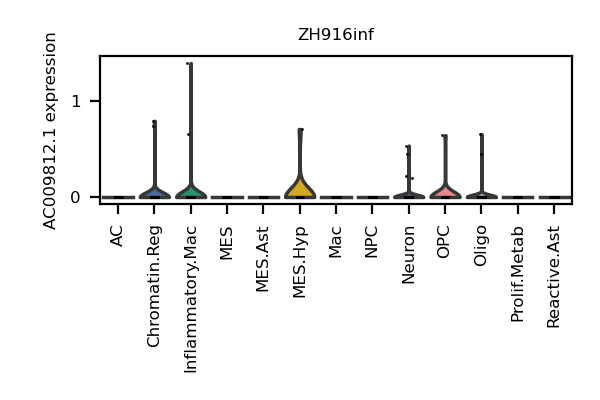 ZH916inf
AC009812.1 expression
1
0
AC
Chromatin.Reg
Inflammatory.Mac
MES
MES.Ast
MES.Hyp
Mac
NPC
Neuron
OPC
Oligo
Prolif.Metab
Reactive.Ast